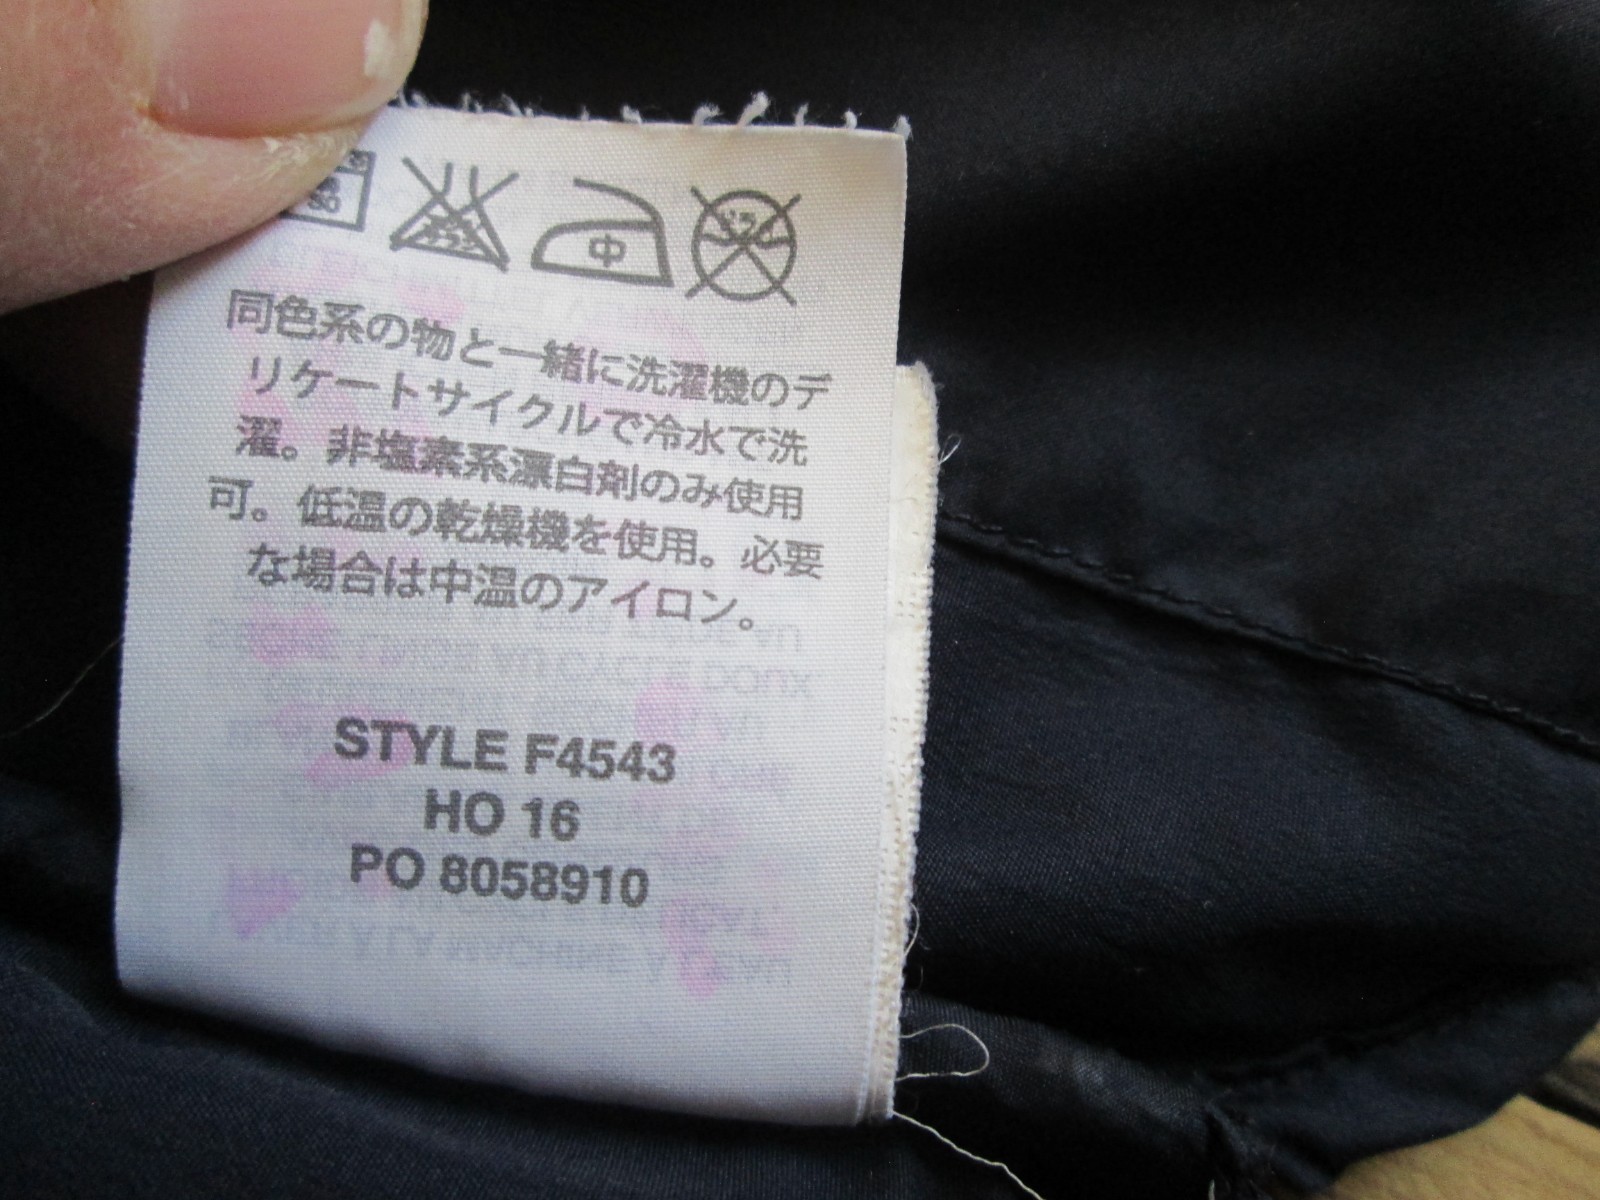 中
ドライ
同色系の物と一緒に洗濯機のデ
リケートサイクルで冷水で洗
濯。非塩素系漂白剤のみ使用
可。低温の乾燥機を使用。必要
な場合は中温のアイロン。
STYLE F4543
HO 16
PO 8058910